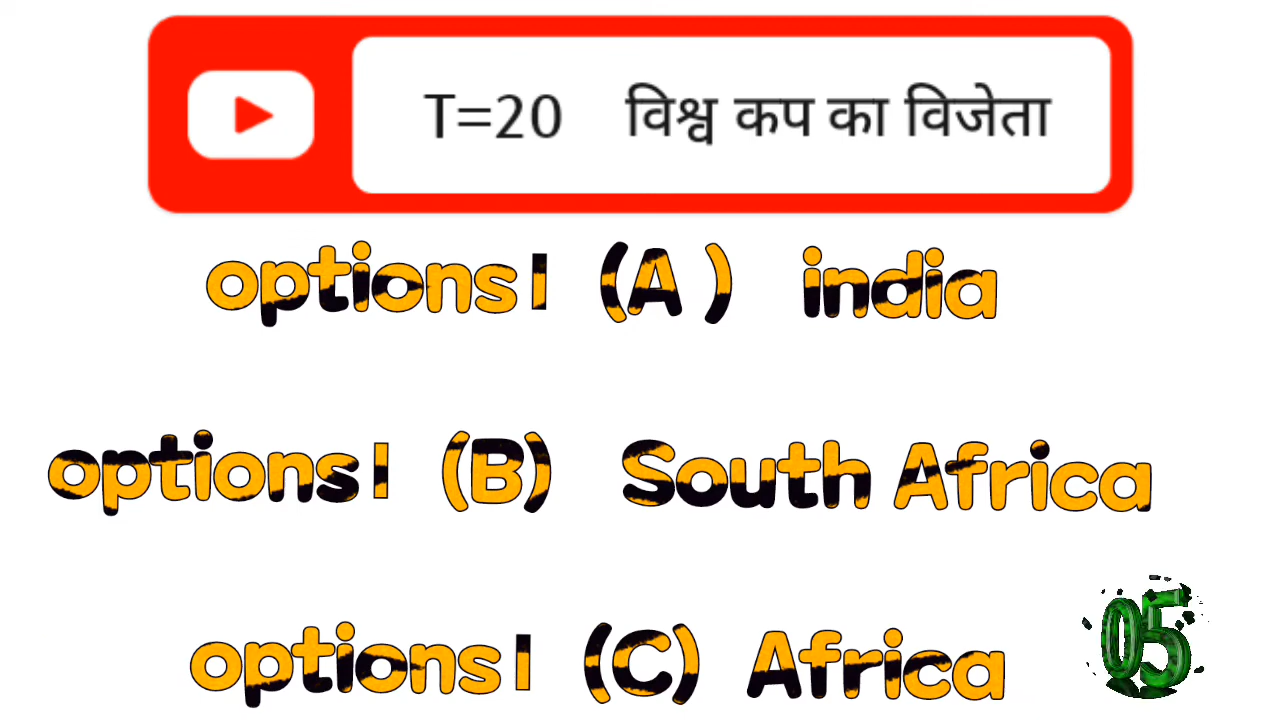 T=20 विश्व कप का विजेता
options। (A ) india
options। (B) South Africa
options। (C) Africa
05